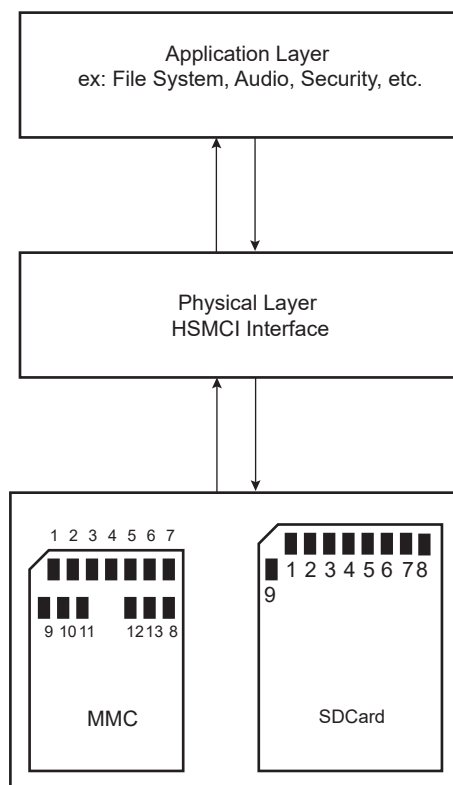 Application Layer
ex: File System, Audio, Security, etc.
Physical Layer
HSMCI Interface
1 2 3 4 5 6 7
9 10 11 12 13 8
MMC
1 2 3 4 5 6 7 8
9
SDCard